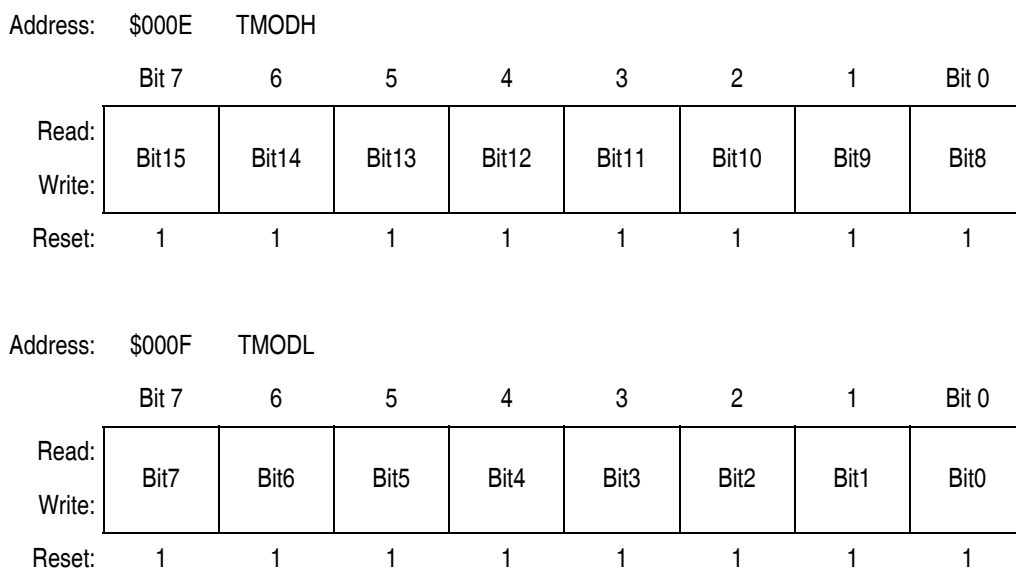 Address: $000E TMODH
Bit 7 6 5 4 3 2 1 Bit 0
Read:
Bit15 Bit14 Bit13 Bit12 Bit11 Bit10 Bit9 Bit8
Write:
Reset: 1 1 1 1 1 1 1 1
Address: $000F TMODL
Bit 7 6 5 4 3 2 1 Bit 0
Read:
Bit7 Bit6 Bit5 Bit4 Bit3 Bit2 Bit1 Bit0
Write:
Reset: 1 1 1 1 1 1 1 1